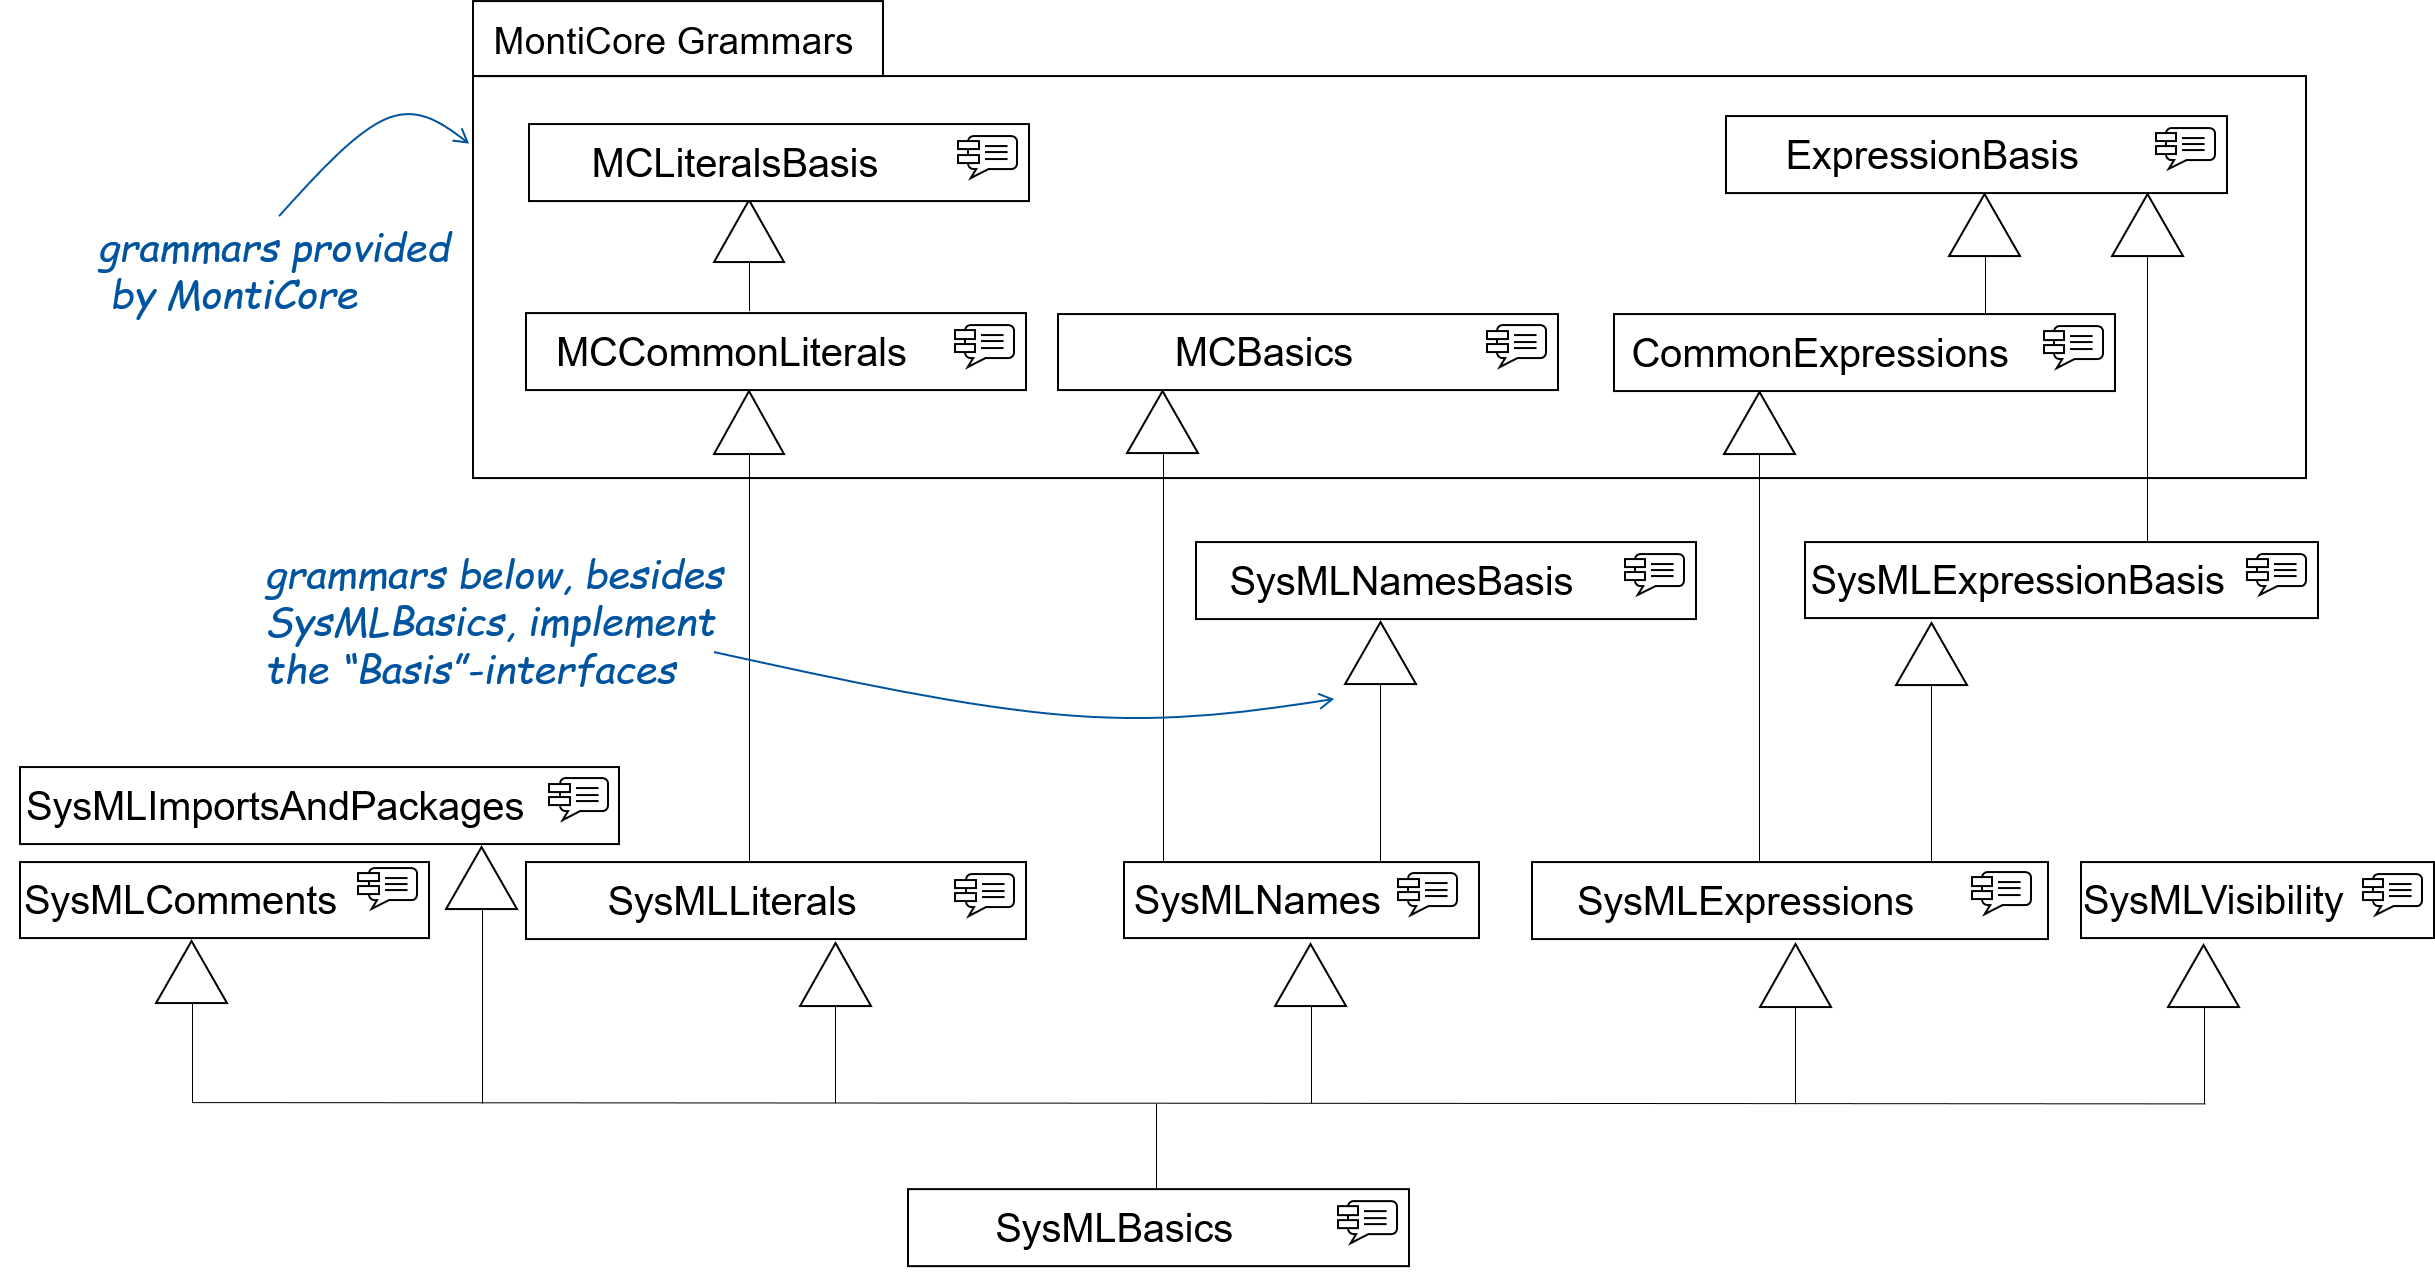 MontiCore Grammars
MCLiteralsBasis
ExpressionBasis
grammars provided
by MontiCore
MCCommonLiterals
MCBasics
CommonExpressions
grammars below, besides
SysMLBasics, implement
the “Basis”-interfaces
SysMLNamesBasis
SysMLExpressionBasis
SysMLImportsAndPackages
SysMLComments
SysMLLiterals
SysMLNames
SysMLExpressions
SysMLVisibility
SysMLBasics